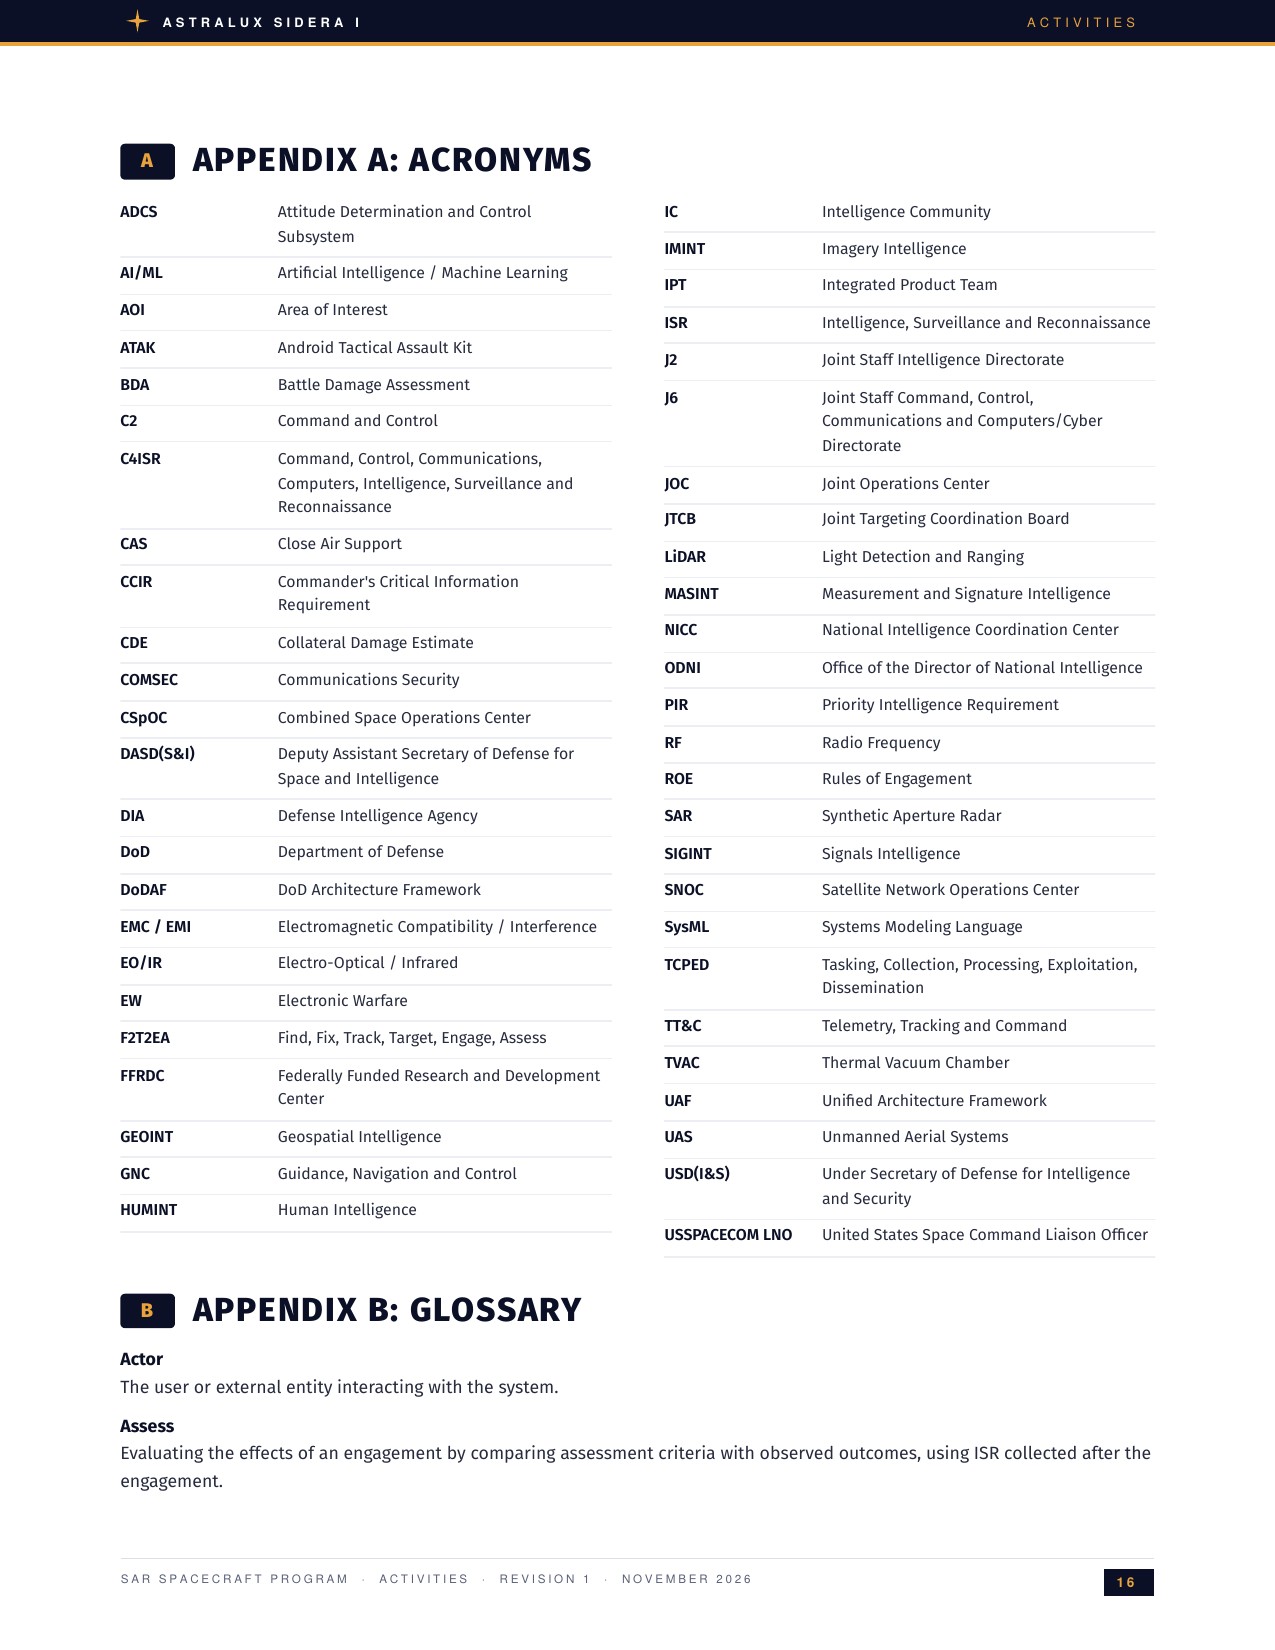 ASTRALUX SIDERA I
ACTIVITIES
A
APPENDIX A: ACRONYMS
ADCS Attitude Determination and Control
Subsystem
AI/ML Artificial Intelligence / Machine Learning
AOI Area of Interest
ATAK Android Tactical Assault Kit
BDA Battle Damage Assessment
C2 Command and Control
C4ISR Command, Control, Communications,
Computers, Intelligence, Surveillance and
Reconnaissance
CAS Close Air Support
CCIR Commander's Critical Information
Requirement
CDE Collateral Damage Estimate
COMSEC Communications Security
CSpOC Combined Space Operations Center
DASD(S&I) Deputy Assistant Secretary of Defense for
Space and Intelligence
DIA Defense Intelligence Agency
DoD Department of Defense
DoDAF DoD Architecture Framework
EMC / EMI Electromagnetic Compatibility / Interference
EO/IR Electro-Optical / Infrared
EW Electronic Warfare
F2T2EA Find, Fix, Track, Target, Engage, Assess
FFRDC Federally Funded Research and Development
Center
GEOINT Geospatial Intelligence
GNC Guidance, Navigation and Control
HUMINT Human Intelligence
IC Intelligence Community
IMINT Imagery Intelligence
IPT Integrated Product Team
ISR Intelligence, Surveillance and Reconnaissance
J2 Joint Staff Intelligence Directorate
J6 Joint Staff Command, Control,
Communications and Computers/Cyber
Directorate
JOC Joint Operations Center
JTCB Joint Targeting Coordination Board
LiDAR Light Detection and Ranging
MASINT Measurement and Signature Intelligence
NICC National Intelligence Coordination Center
ODNI Office of the Director of National Intelligence
PIR Priority Intelligence Requirement
RF Radio Frequency
ROE Rules of Engagement
SAR Synthetic Aperture Radar
SIGINT Signals Intelligence
SNOC Satellite Network Operations Center
SysML Systems Modeling Language
TCPED Tasking, Collection, Processing, Exploitation,
Dissemination
TT&C Telemetry, Tracking and Command
TVAC Thermal Vacuum Chamber
UAF Unified Architecture Framework
UAS Unmanned Aerial Systems
USD(I&S) Under Secretary of Defense for Intelligence
and Security
USSPACECOM LNO United States Space Command Liaison Officer
B
APPENDIX B: GLOSSARY
Actor
The user or external entity interacting with the system.
Assess
Evaluating the effects of an engagement by comparing assessment criteria with observed outcomes, using ISR collected after the
engagement.
SAR SPACECRAFT PROGRAM · ACTIVITIES · REVISION 1 · NOVEMBER 2026
16